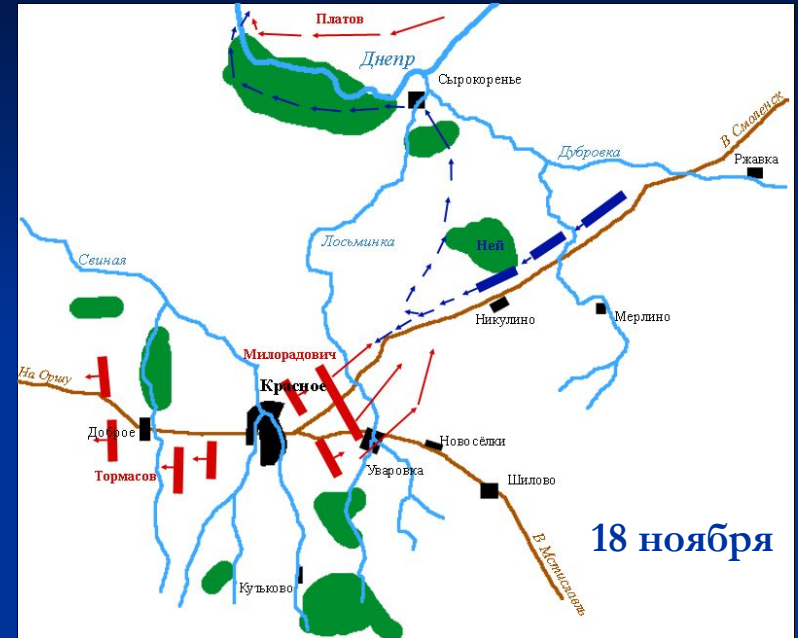 Платов
Днепр
Сырокоренье
В Смоленск
Дубровка
Ржавка
Лосьминка
Свиная
Ней
Никулино
Мерлино
Милорадович
На Оршу
Красное
Доброе
Новосёлки
Тормасов
Уваровка
Шилово
18 ноября
В Мстиславль
Кутьково